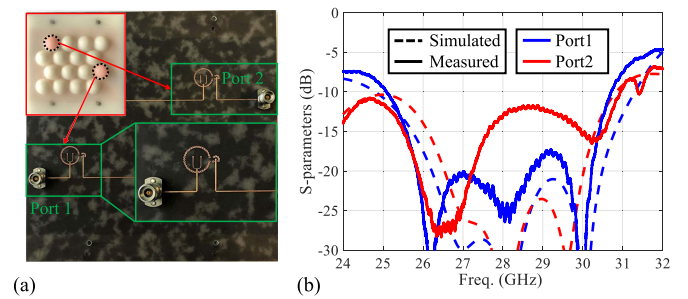 Port 2
Port 1
(a)
S-parameters (dB)
0
-5
-10
-15
-20
-25
-30
Simulated
Measured
Port1
Port2
24 25 26 27 28 29 30 31 32
Freq. (GHz)
(b)